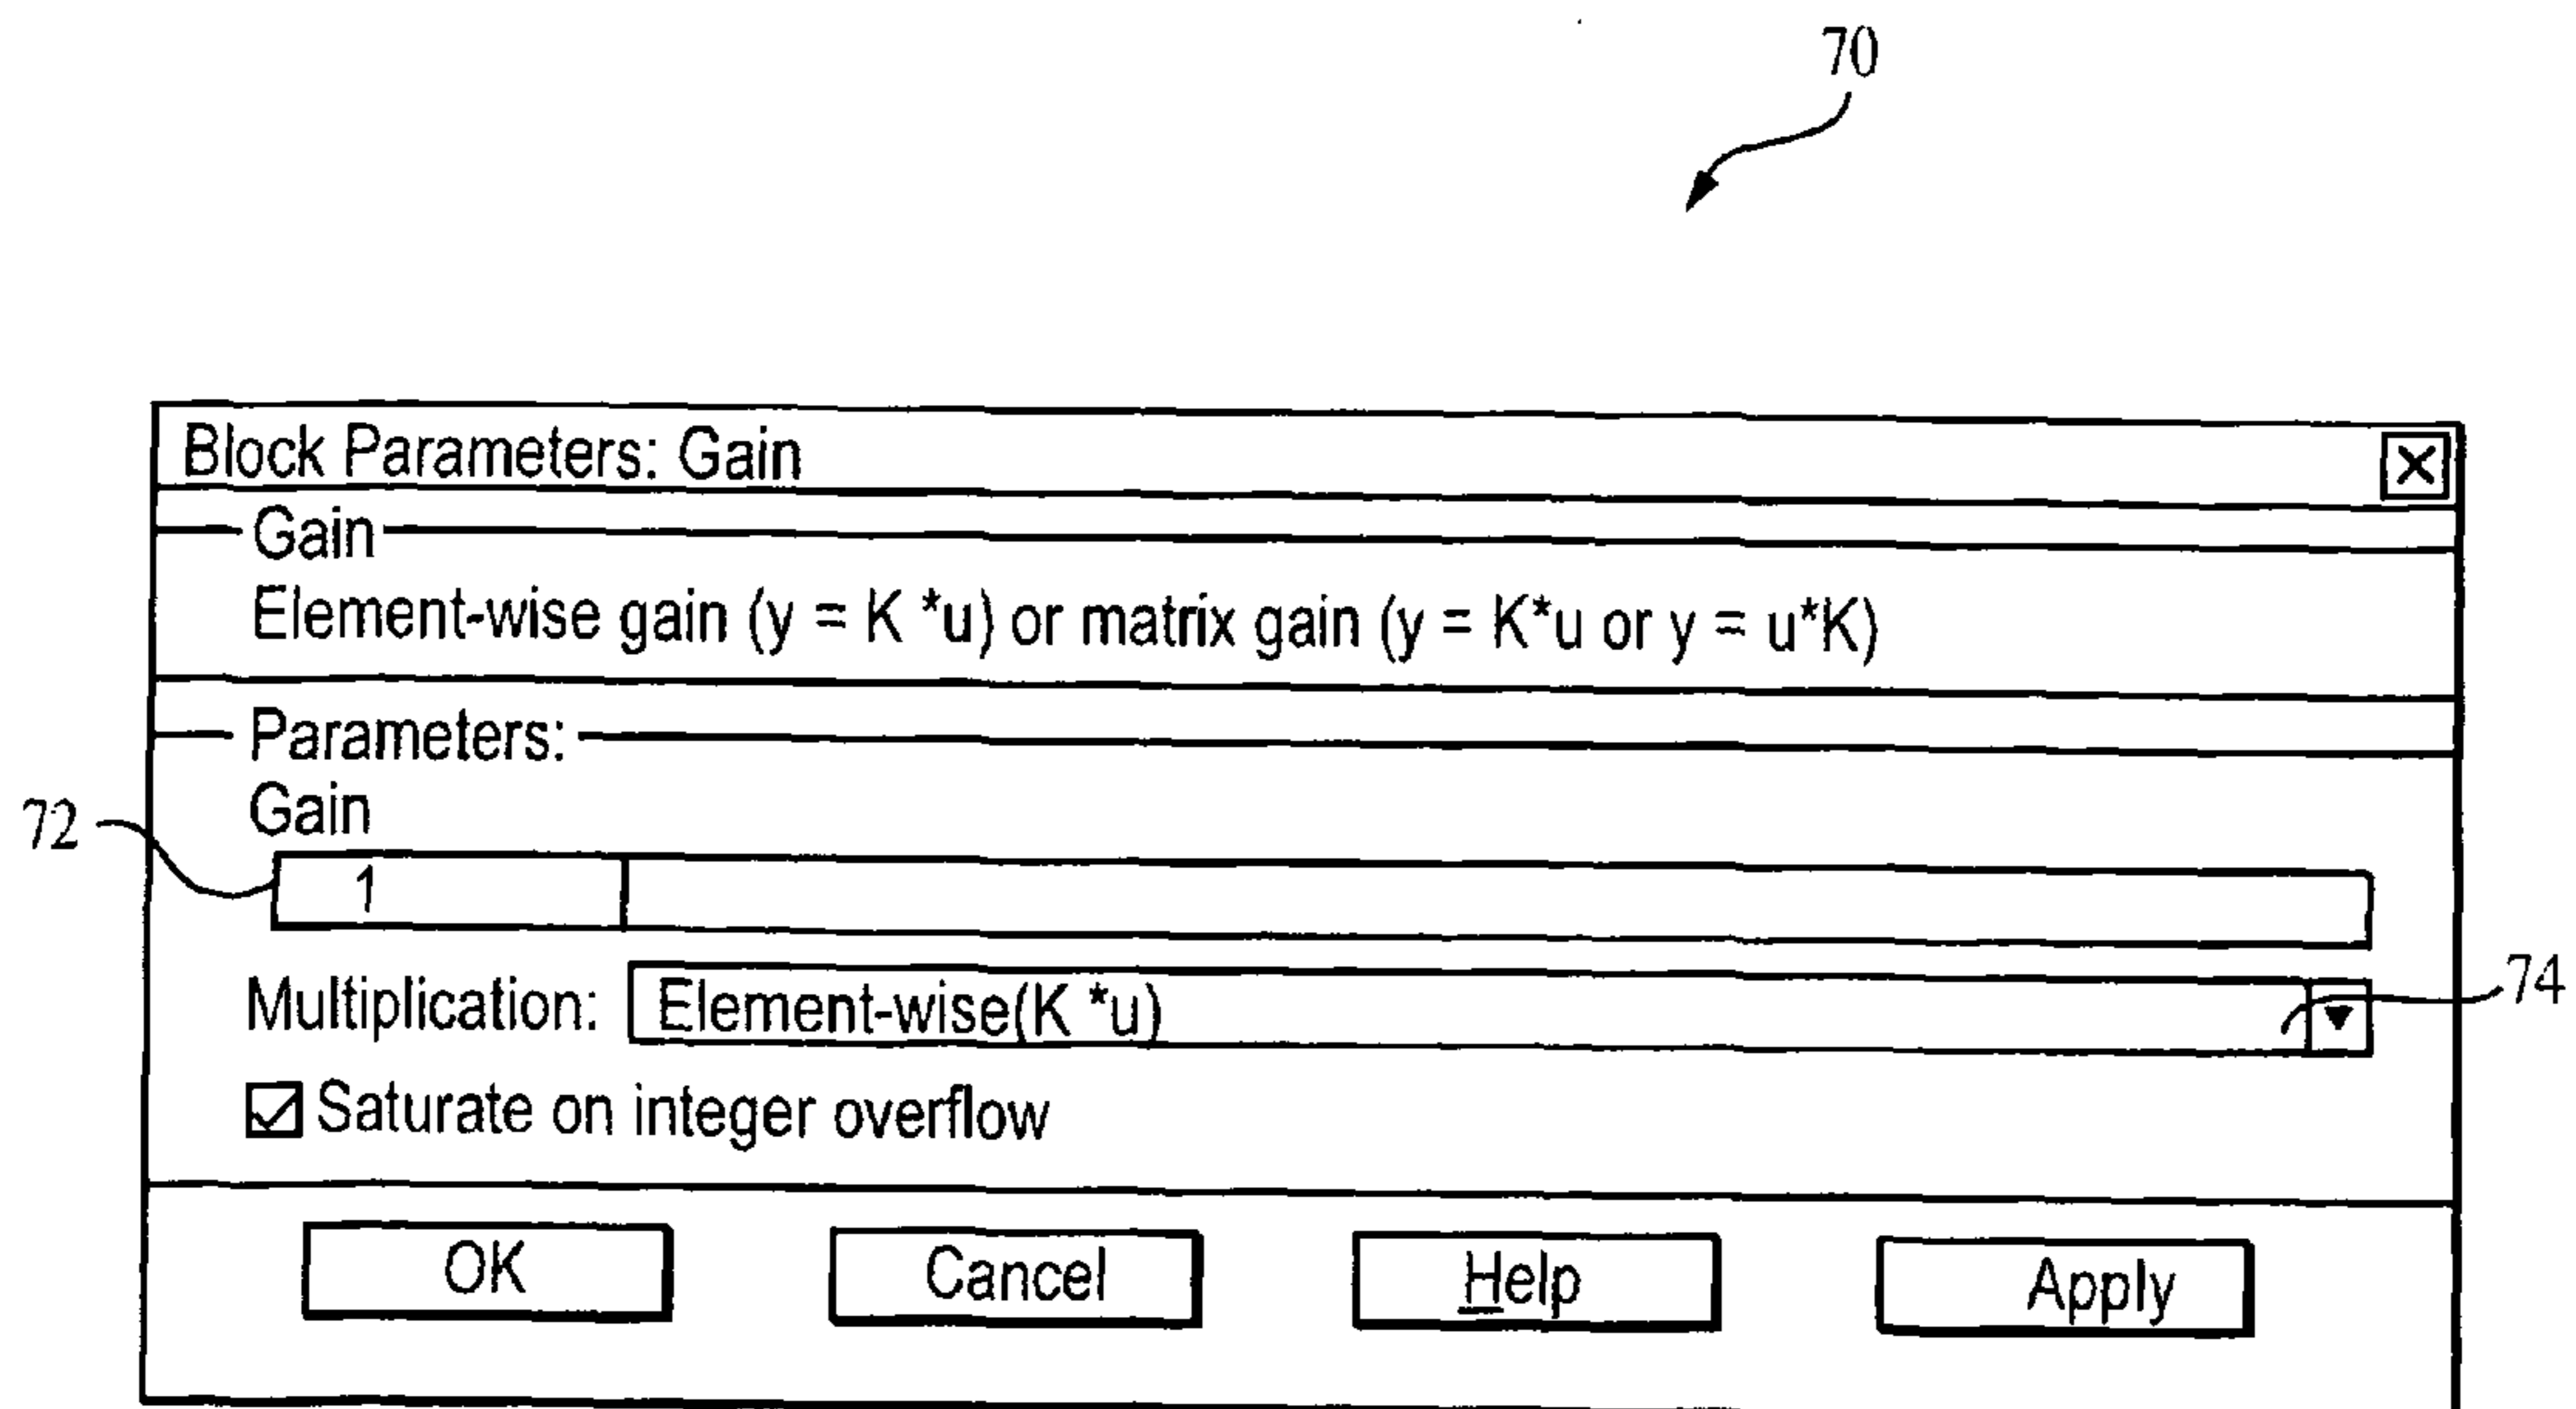 70
Block Parameters: Gain
Gain
Element-wise gain (y = K *u) or matrix gain (y = K*u or y = u*K)
Parameters:
Gain
72
1
Multiplication: Element-wise(K *u)
74
Saturate on integer overflow
OK Cancel Help Apply